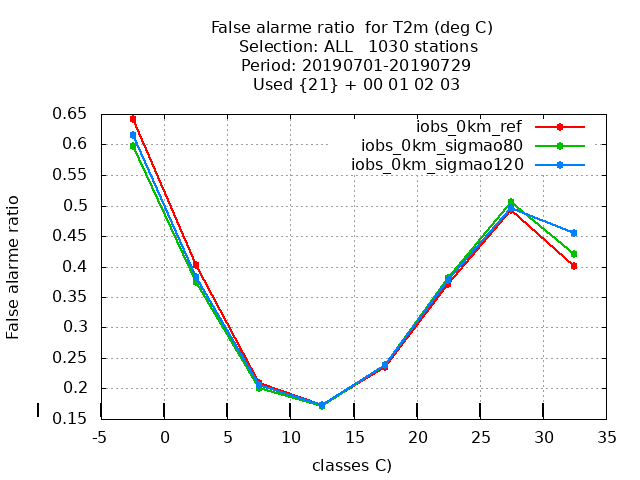 False alarme ratio  for T2m (deg C)
Selection: ALL   1030 stations
Period: 20190701-20190729
Used {21} + 00 01 02 03
iobs_0km_ref
iobs_0km_sigmao80
iobs_0km_sigmao120
False alarme ratio
0.65
0.6
0.55
0.5
0.45
0.4
0.35
0.3
0.25
0.2
0.15
-5 0 5 10 15 20 25 30 35
classes C)